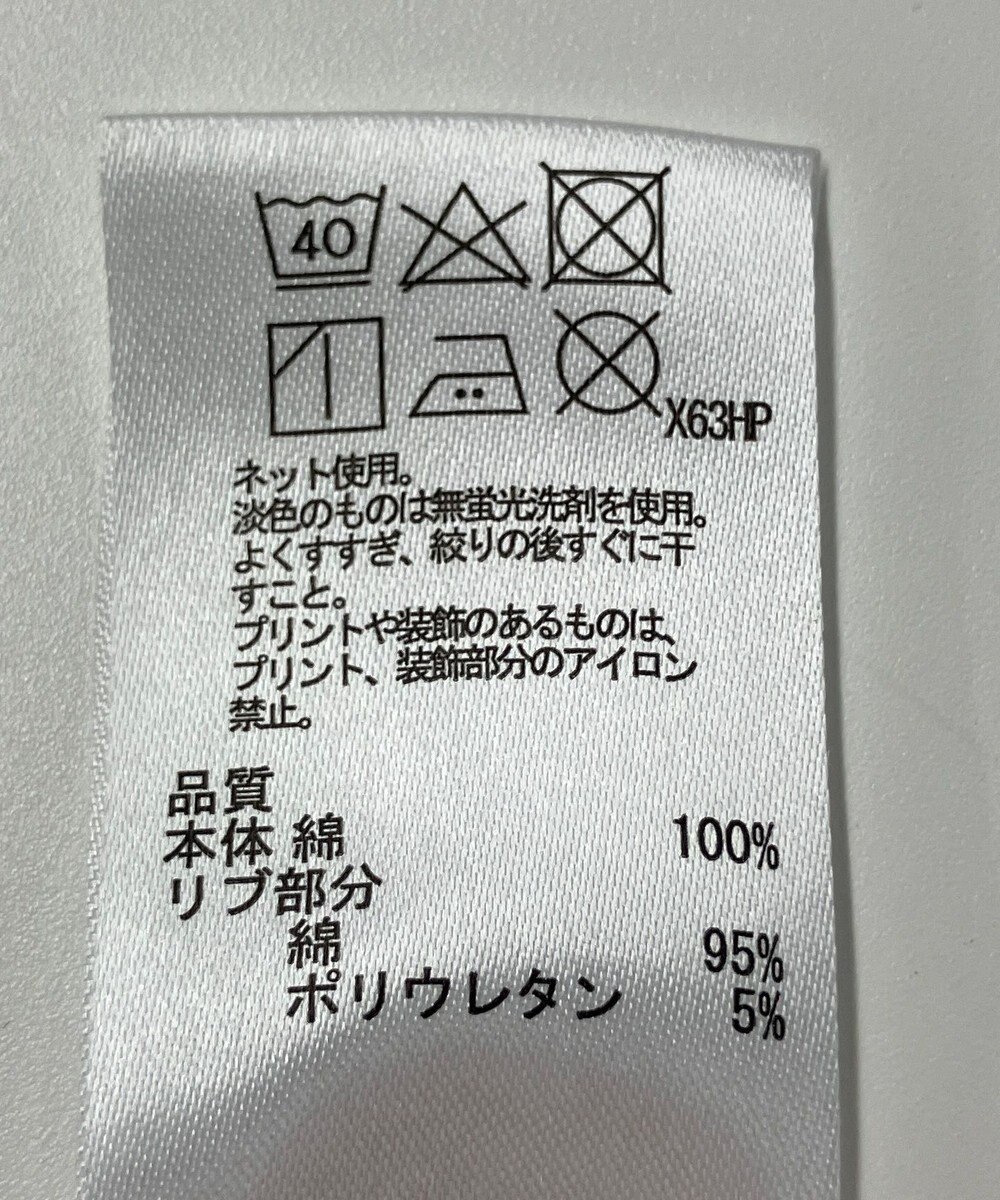 40
X63HP
ネット使用。
淡色のものは無蛍光洗剤を使用。
よくすすぎ、絞りの後すぐに干
すこと。
プリントや装飾のあるものは、
プリント、装飾部分のアイロン
禁止。
品質
本体 綿 100%
リブ部分
綿 95%
ポリウレタン 5%